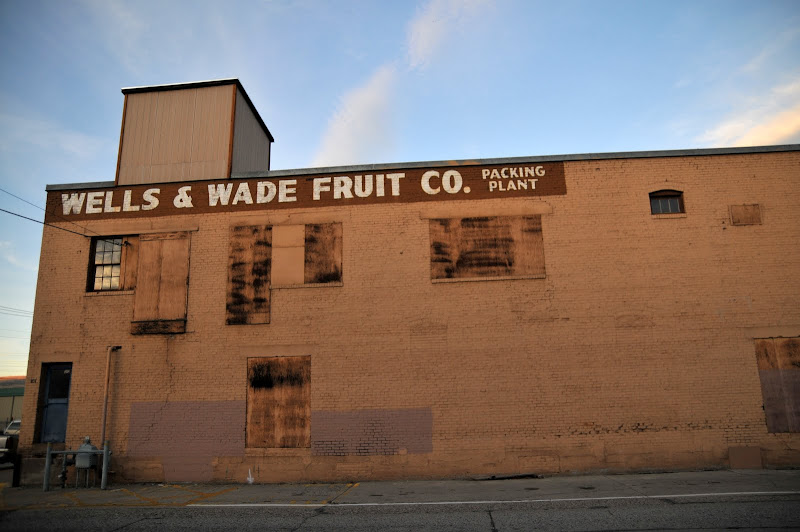 WELLS & WADE FRUIT CO. PACKING
PLANT